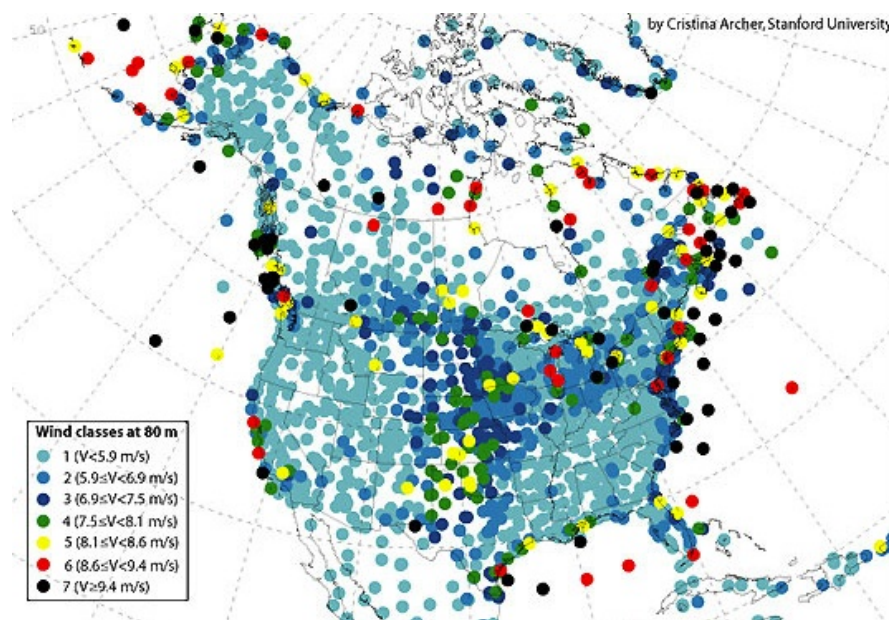 by Cristina Archer, Stanford University
Wind classes at 80 m
1 (V<5.9 m/s)
2 (5.9≤V<6.9 m/s)
3 (6.9≤V<7.5 m/s)
4 (7.5≤V<8.1 m/s)
5 (8.1≤V<8.6 m/s)
6 (8.6≤V<9.4 m/s)
7 (V≥9.4 m/s)